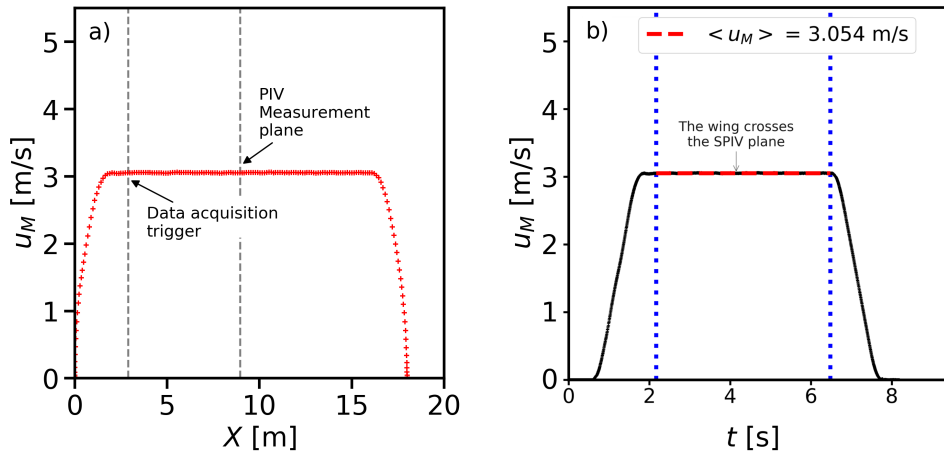 a)
5
4
3
2
1
0
u_M [m/s]
PIV
Measurement
plane
Data acquisition
trigger
0 5 10 15 20
X [m]
b)
<u_M> = 3.054 m/s
5
4
3
2
1
0
u_M [m/s]
The wing crosses
the SPIV plane
0 2 4 6 8
t [s]